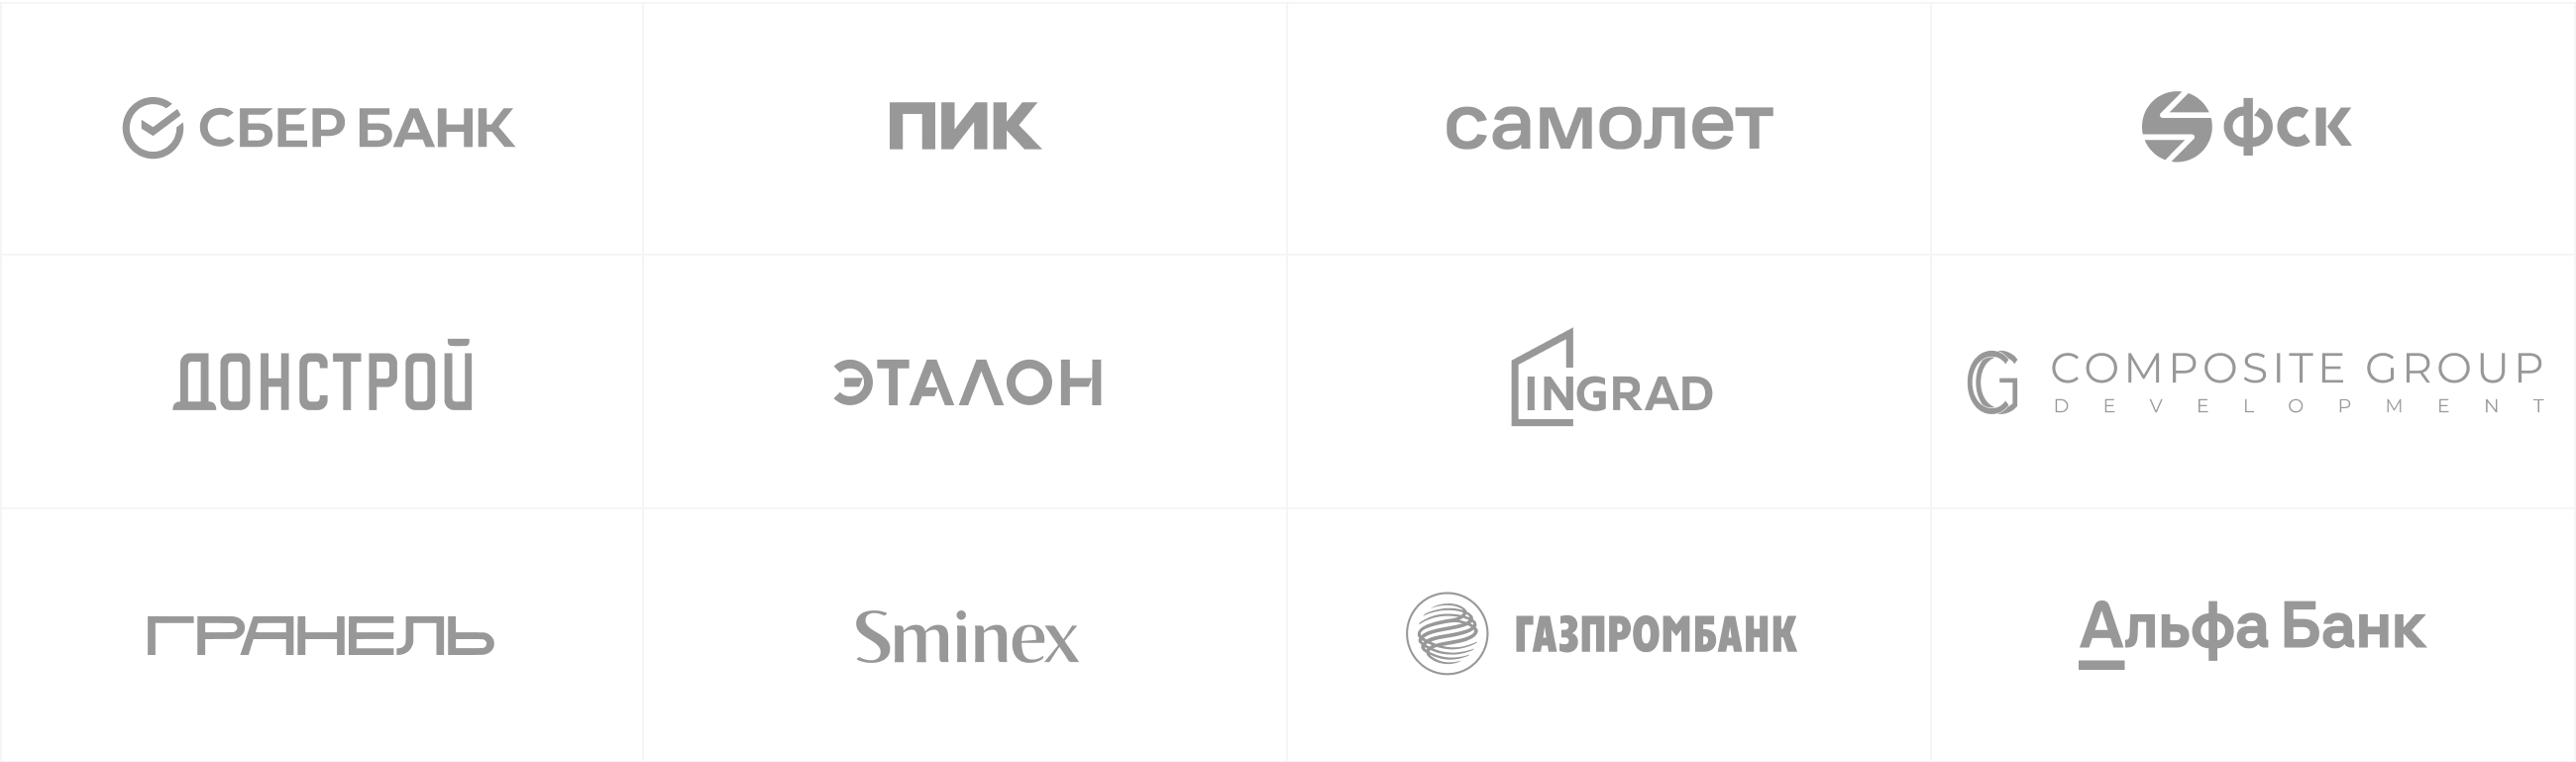 СБЕР БАНК
ПИК
самолет
фск
ДОНСТРОЙ
ЭТАЛОН
INGRAD
COMPOSITE GROUP
DEVELOPMENT
ГРАНЕЛЬ
Sminex
ГАЗПРОМБАНК
Альфа Банк